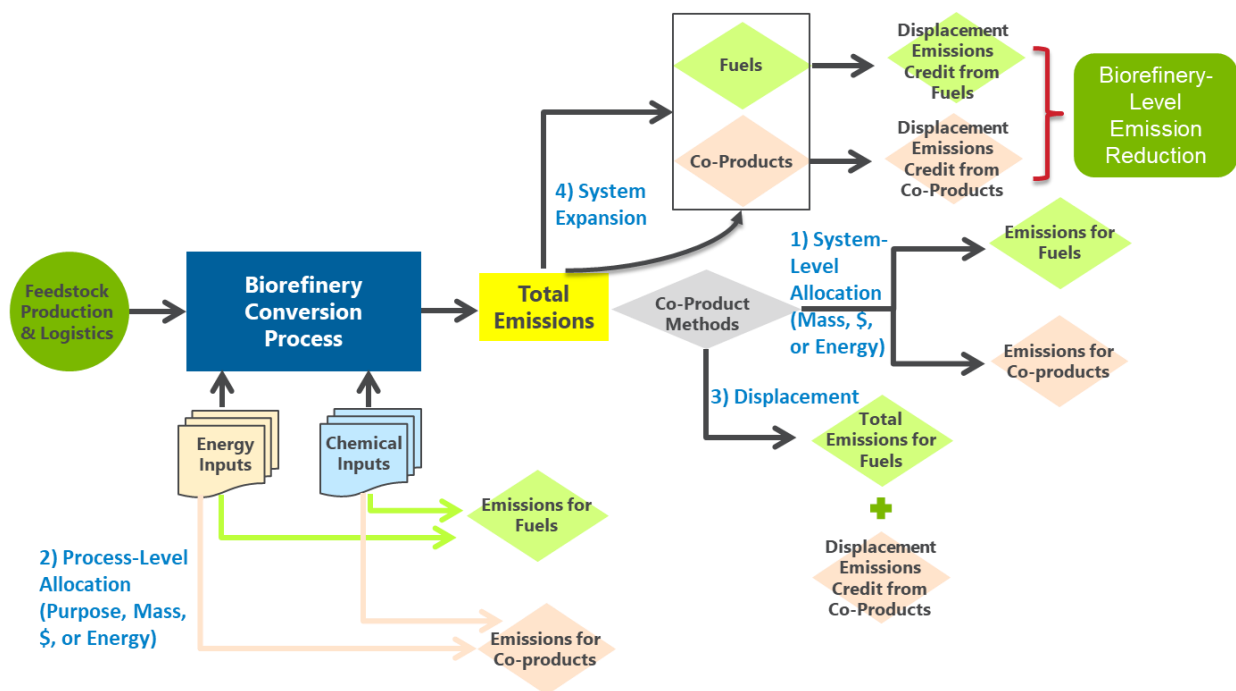 Displacement
Emissions
Credit from
Fuels
Fuels
Biorefinery-
Level
Emission
Reduction
Displacement
Emissions
Credit from
Co-Products
Co-Products
4) System
Expansion
1) System-
Level
Allocation
(Mass, $,
or Energy)
Emissions for
Fuels
Feedstock
Production
& Logistics
Biorefinery
Conversion
Process
Total
Emissions
Co-Product
Methods
Emissions for
Co-products
3) Displacement
Total
Emissions for
Fuels
Energy
Inputs
Chemical
Inputs
Emissions for
Fuels
2) Process-Level
Allocation
(Purpose, Mass,
$, or Energy)
Displacement
Emissions
Credit from
Co-Products
Emissions for
Co-products